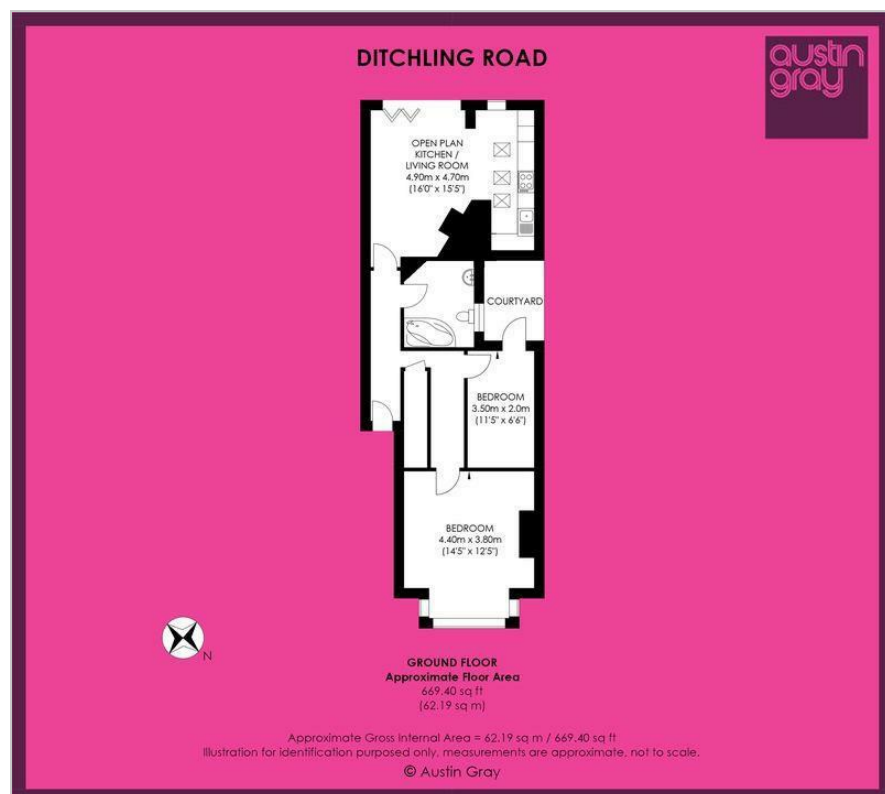 DITCHLING ROAD
austin
gray
OPEN PLAN
KITCHEN /
LIVING ROOM
4.90m x 4.70m
(16'0" x 15'5")
COURTYARD
BEDROOM
3.50m x 2.0m
(11'5" x 6'6")
BEDROOM
4.40m x 3.80m
(14'5" x 12'5")
N
GROUND FLOOR
Approximate Floor Area
669.40 sq ft
(62.19 sq m)
Approximate Gross Internal Area = 62.19 sq m / 669.40 sq ft
Illustration for identification purposed only, measurements are approximate, not to scale.
© Austin Gray